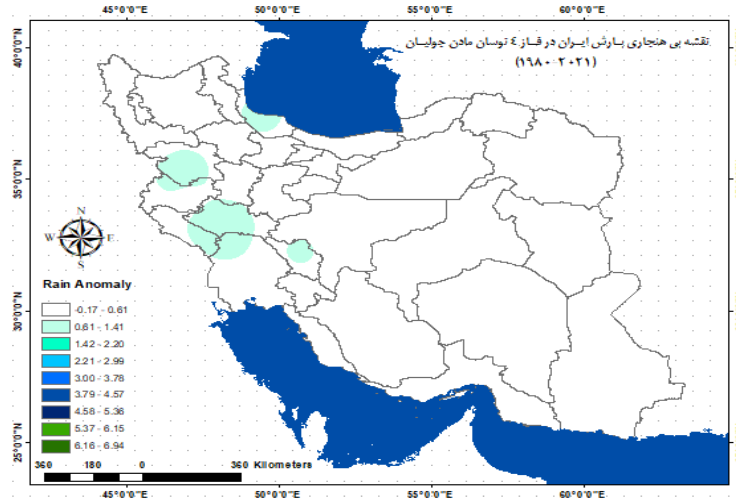 45°0'0"E 50°0'0"E 55°0'0"E 60°0'0"E
نقشه بی هنجاری بارش ایران در فاز ٤ نوسان مادن جولیان
(۱۹۸۰-۲۰۲۱)
40°0'0"N
35°0'0"N
30°0'0"N
25°0'0"N
N
W E
S
Rain Anomaly
-0.17 - 0.61
0.61 - 1.41
1.42 - 2.20
2.21 - 2.99
3.00 - 3.78
3.79 - 4.57
4.58 - 5.36
5.37 - 6.15
6.16 - 6.94
360 180 0 360 Kilometers
45°0'0"E 50°0'0"E 55°0'0"E 60°0'0"E